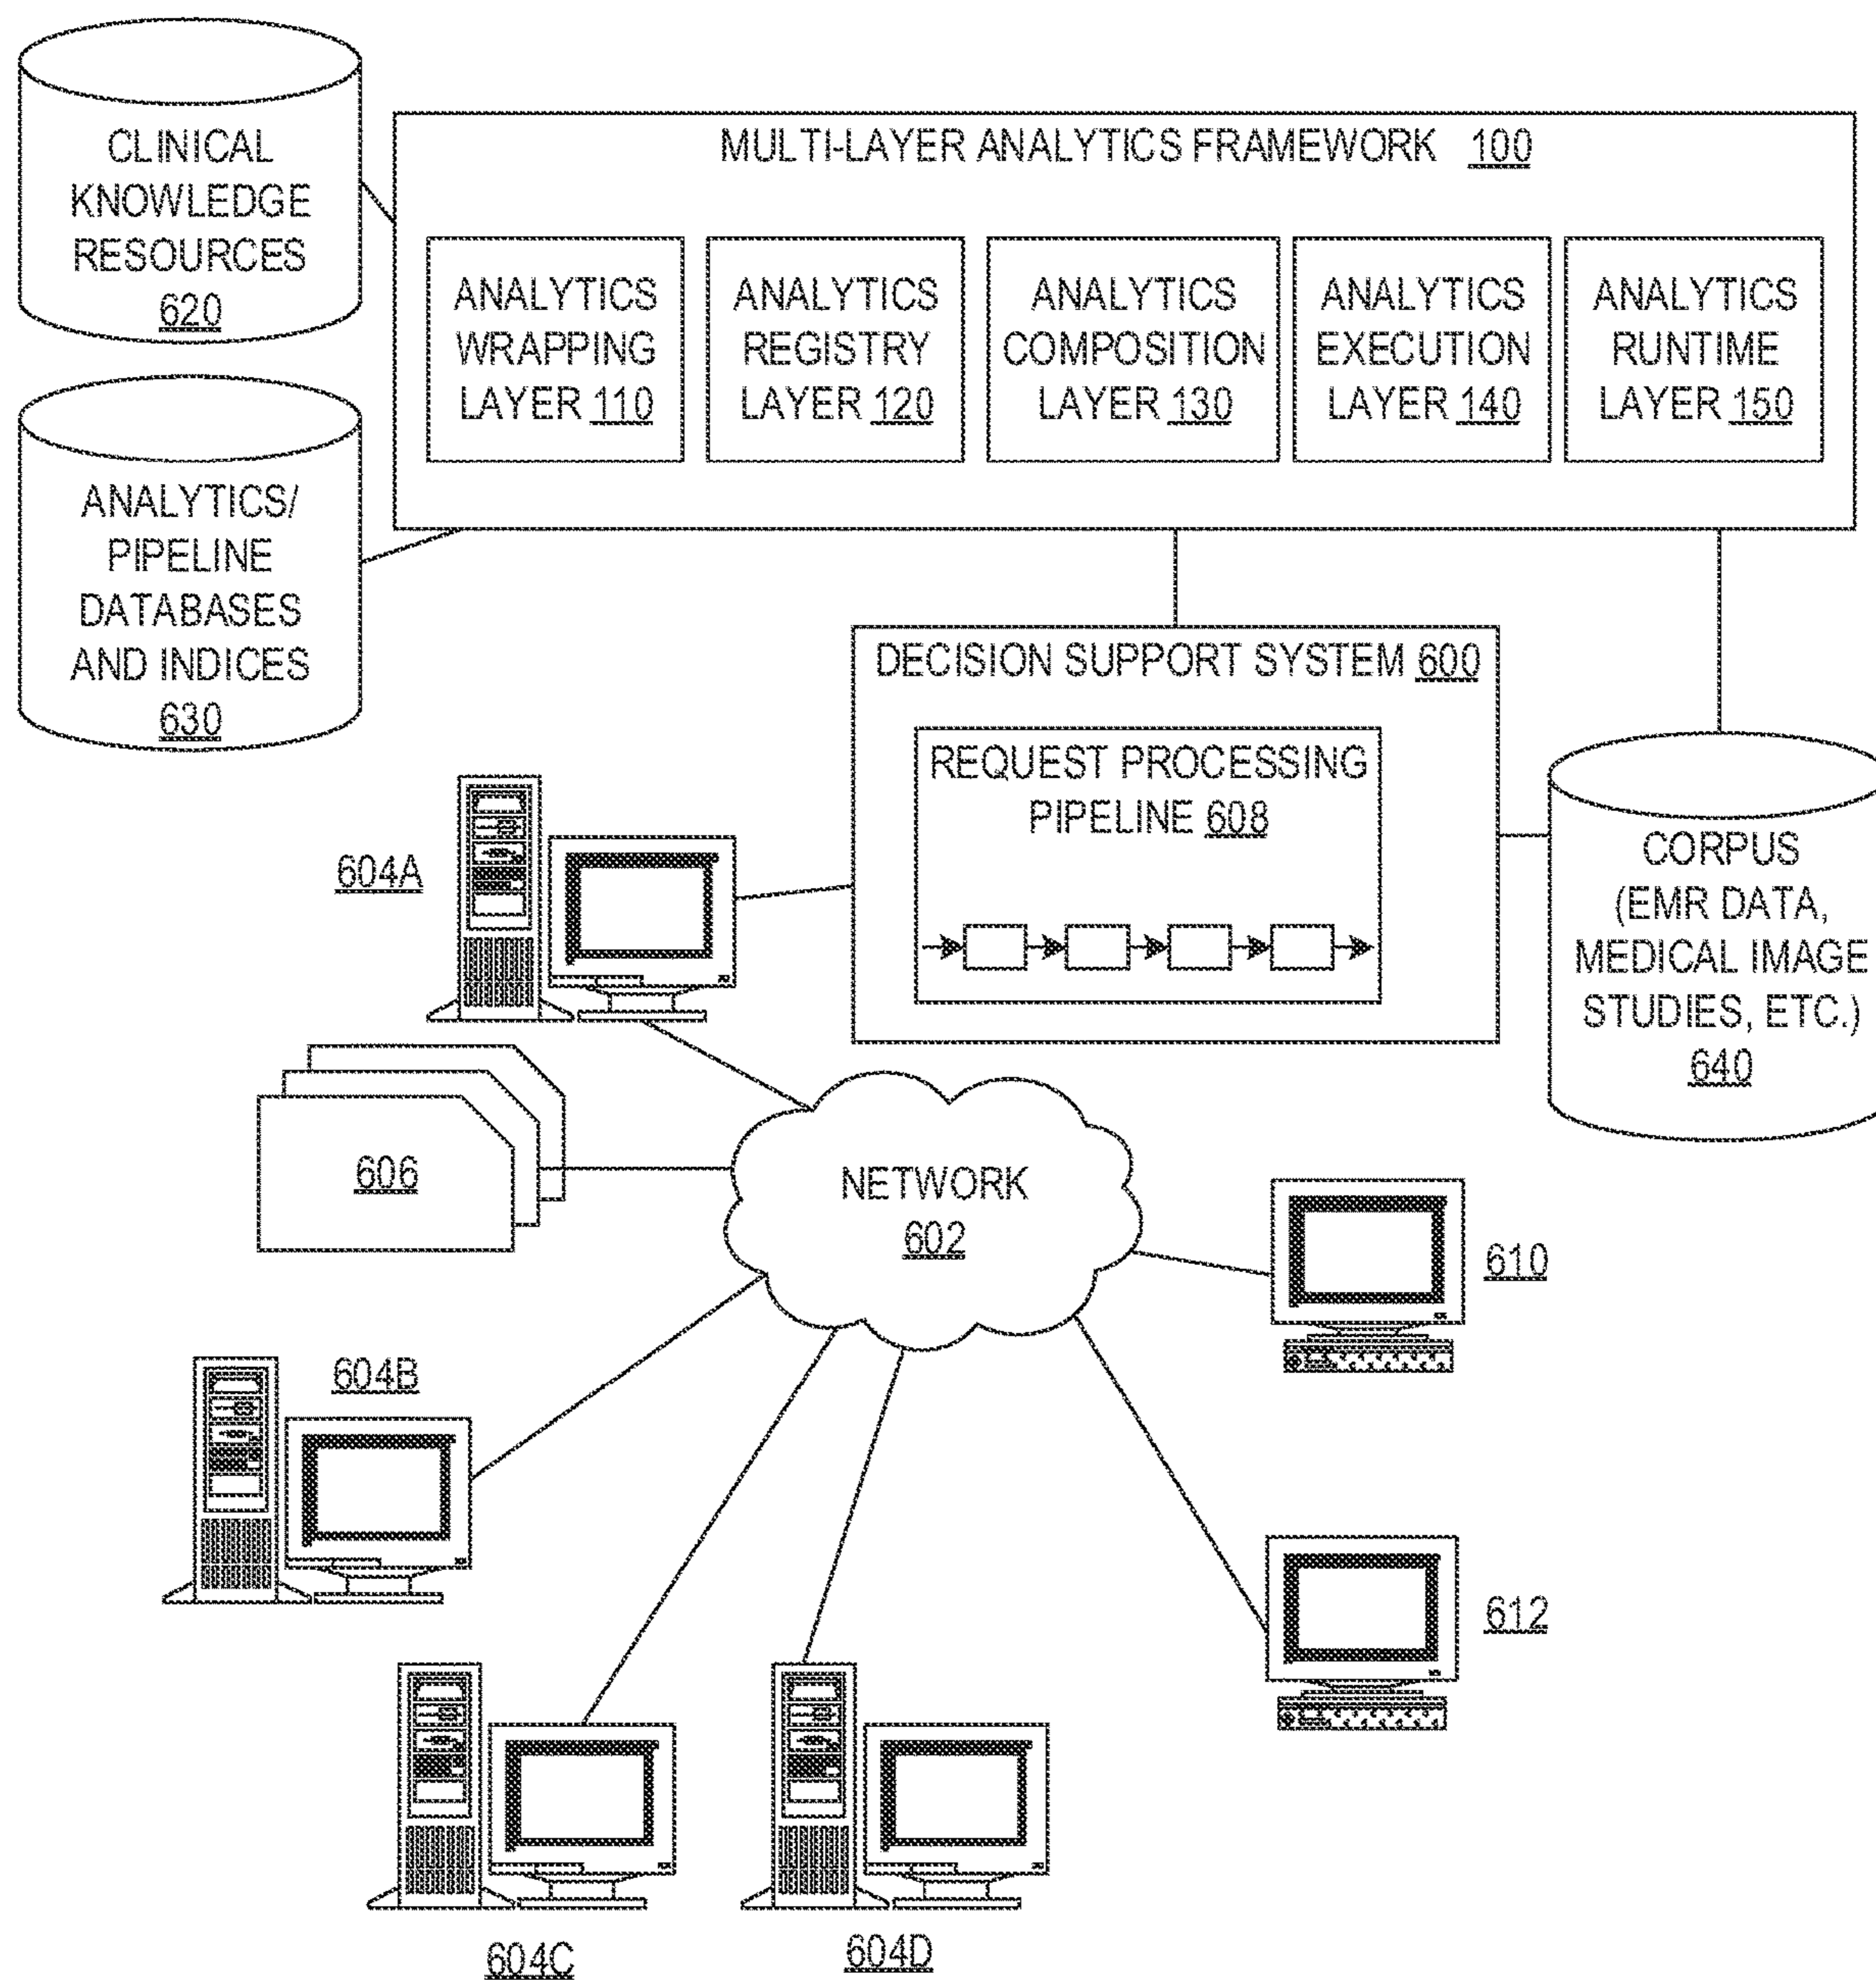 CLINICAL
KNOWLEDGE
RESOURCES
620
MULTI-LAYER ANALYTICS FRAMEWORK 100
ANALYTICS
WRAPPING
LAYER 110
ANALYTICS
REGISTRY
LAYER 120
ANALYTICS
COMPOSITION
LAYER 130
ANALYTICS
EXECUTION
LAYER 140
ANALYTICS
RUNTIME
LAYER 150
ANALYTICS/
PIPELINE
DATABASES
AND INDICES
630
DECISION SUPPORT SYSTEM 600
REQUEST PROCESSING
PIPELINE 608
CORPUS
(EMR DATA,
MEDICAL IMAGE
STUDIES, ETC.)
640
604A
606
NETWORK
602
610
604B
612
604C
604D